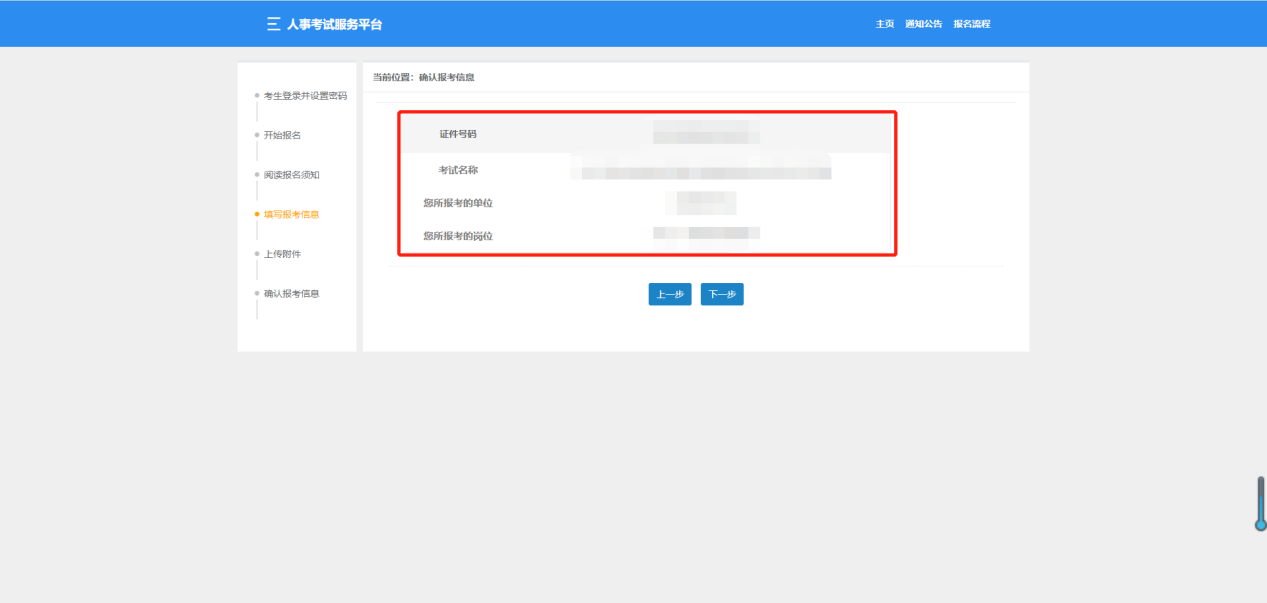 三 人事考试服务平台
主页 通知公告 报名流程
考生登录并设置密码
开始报名
阅读报名须知
填写报考信息
上传附件
确认报考信息
当前位置：确认报考信息
证件号码
考试名称
您所报考的单位
您所报考的岗位
上一步 下一步